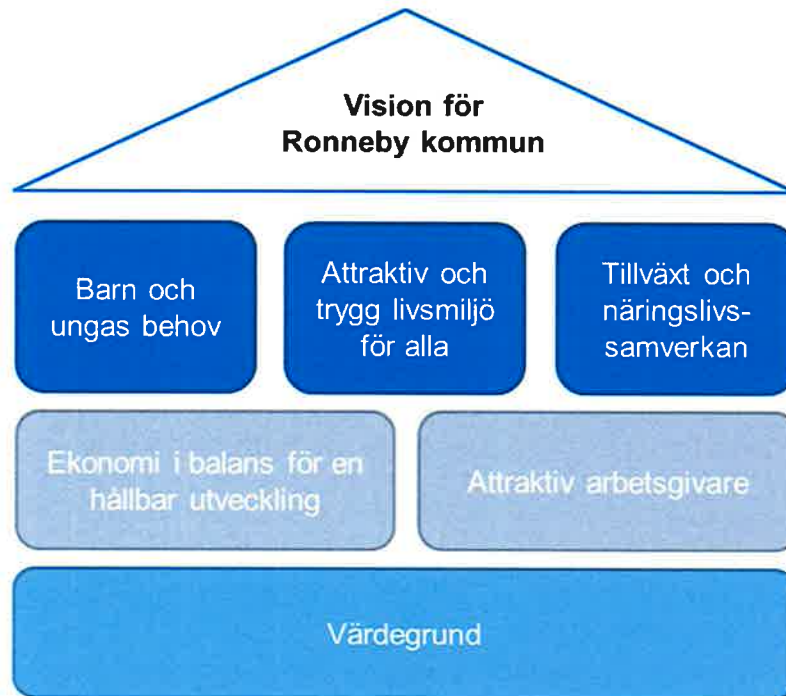 Vision för
Ronneby kommun
Barn och
ungas behov
Attraktiv och
trygg livsmiljö
för alla
Tillväxt och
näringslivs-
samverkan
Ekonomi i balans för en
hållbar utveckling
Attraktiv arbetsgivare
Värdegrund